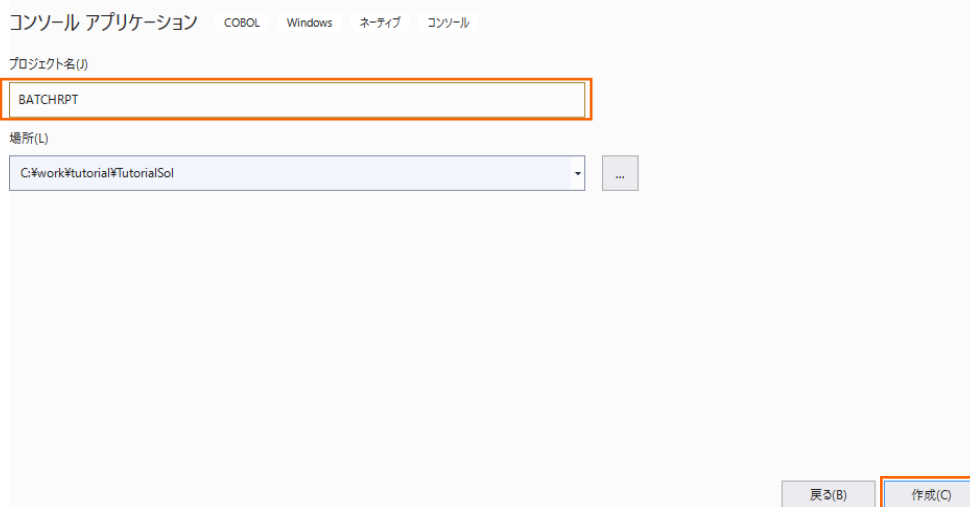 コンソール アプリケーション COBOL Windows ネーティブ コンソール
プロジェクト名(J)
BATCHRPT
場所(L)
C:¥work¥tutorial¥TutorialSol ...
戻る(B) 作成(C)